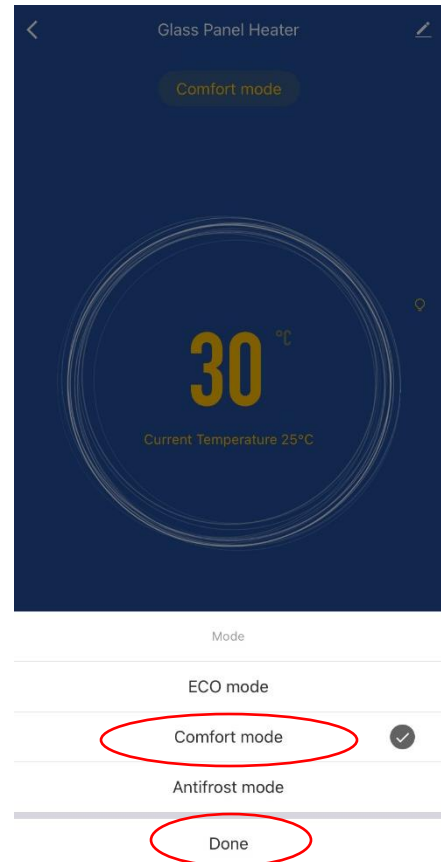 Glass Panel Heater
Comfort mode
30 °C
Current Temperature 25°C
Mode
ECO mode
Comfort mode
Antifrost mode
Done